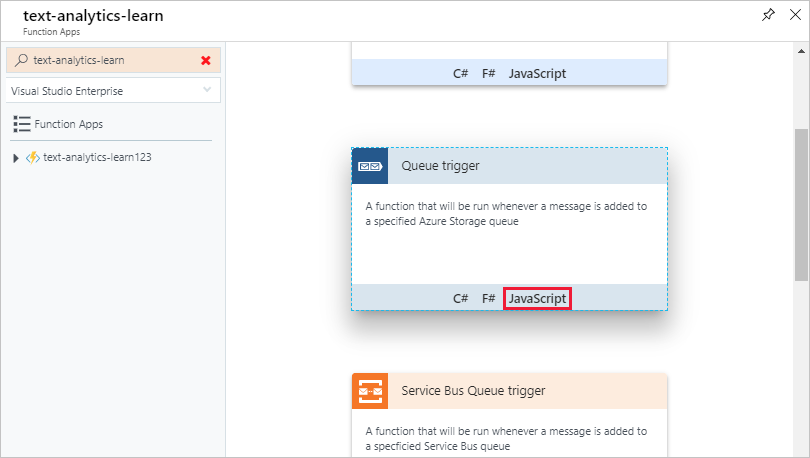 text-analytics-learn
Function Apps
text-analytics-learn
Visual Studio Enterprise
Function Apps
text-analytics-learn123
C# F# JavaScript
Queue trigger
A function that will be run whenever a message is added to
a specified Azure Storage queue
C# F# JavaScript
Service Bus Queue trigger
A function that will be run whenever a message is added to
a specficied Service Bus queue